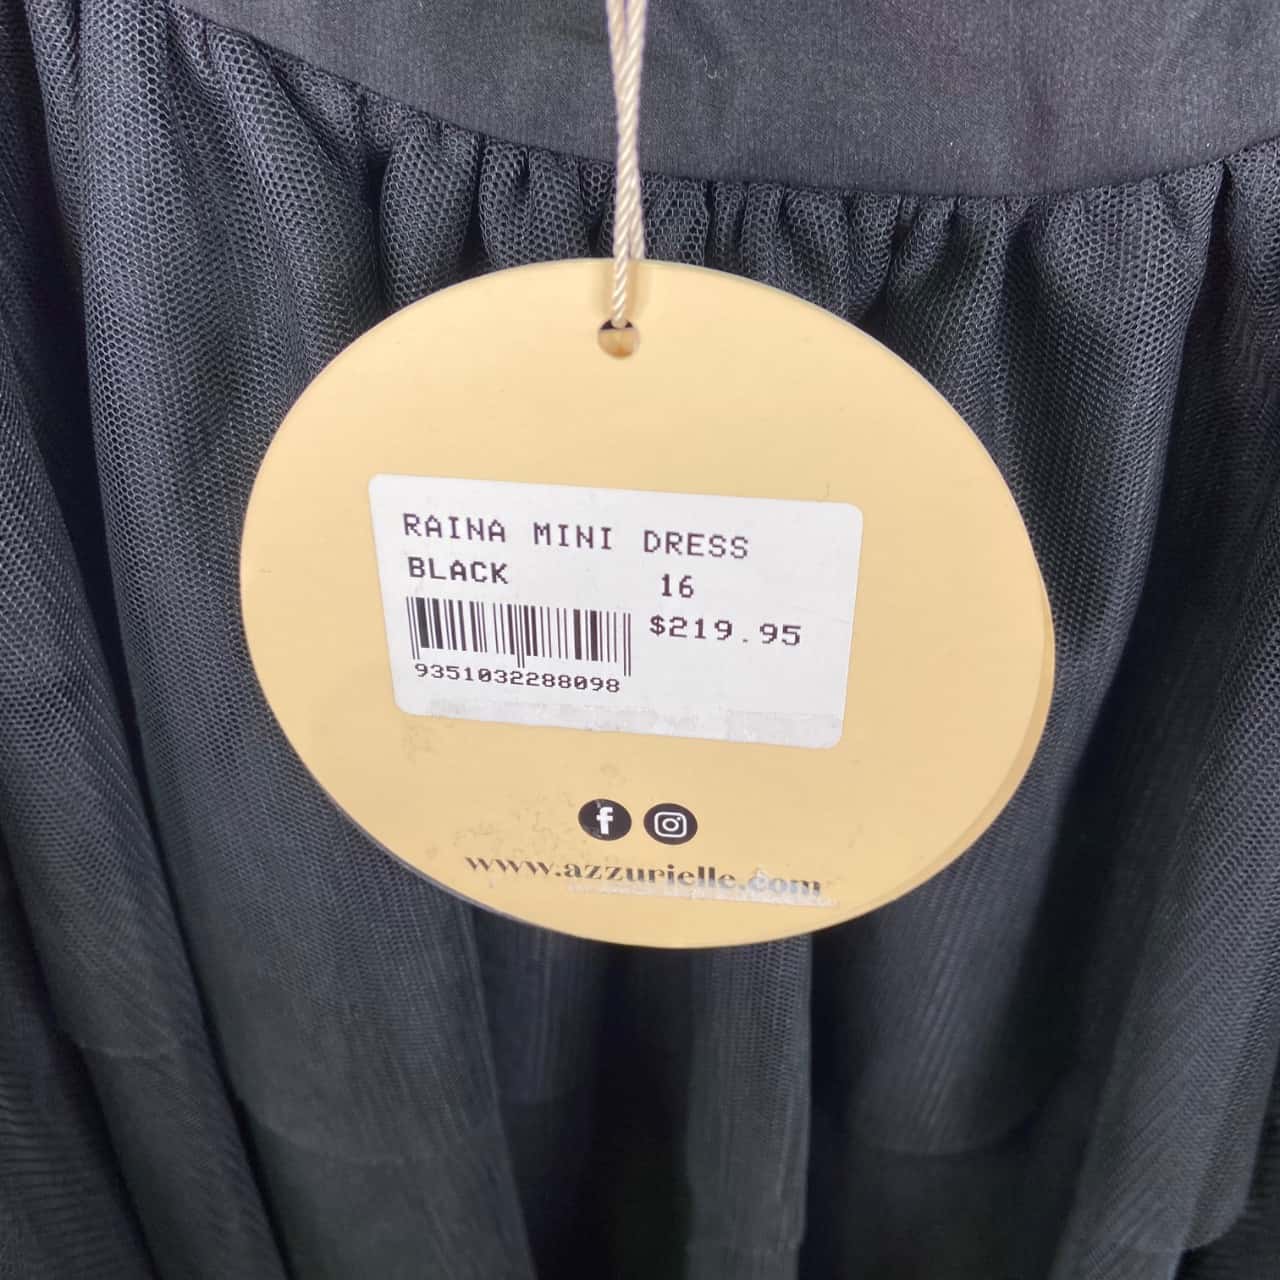 RAINA MINI DRESS
BLACK 16
$219.95
9351032288098
www.azzurielle.com